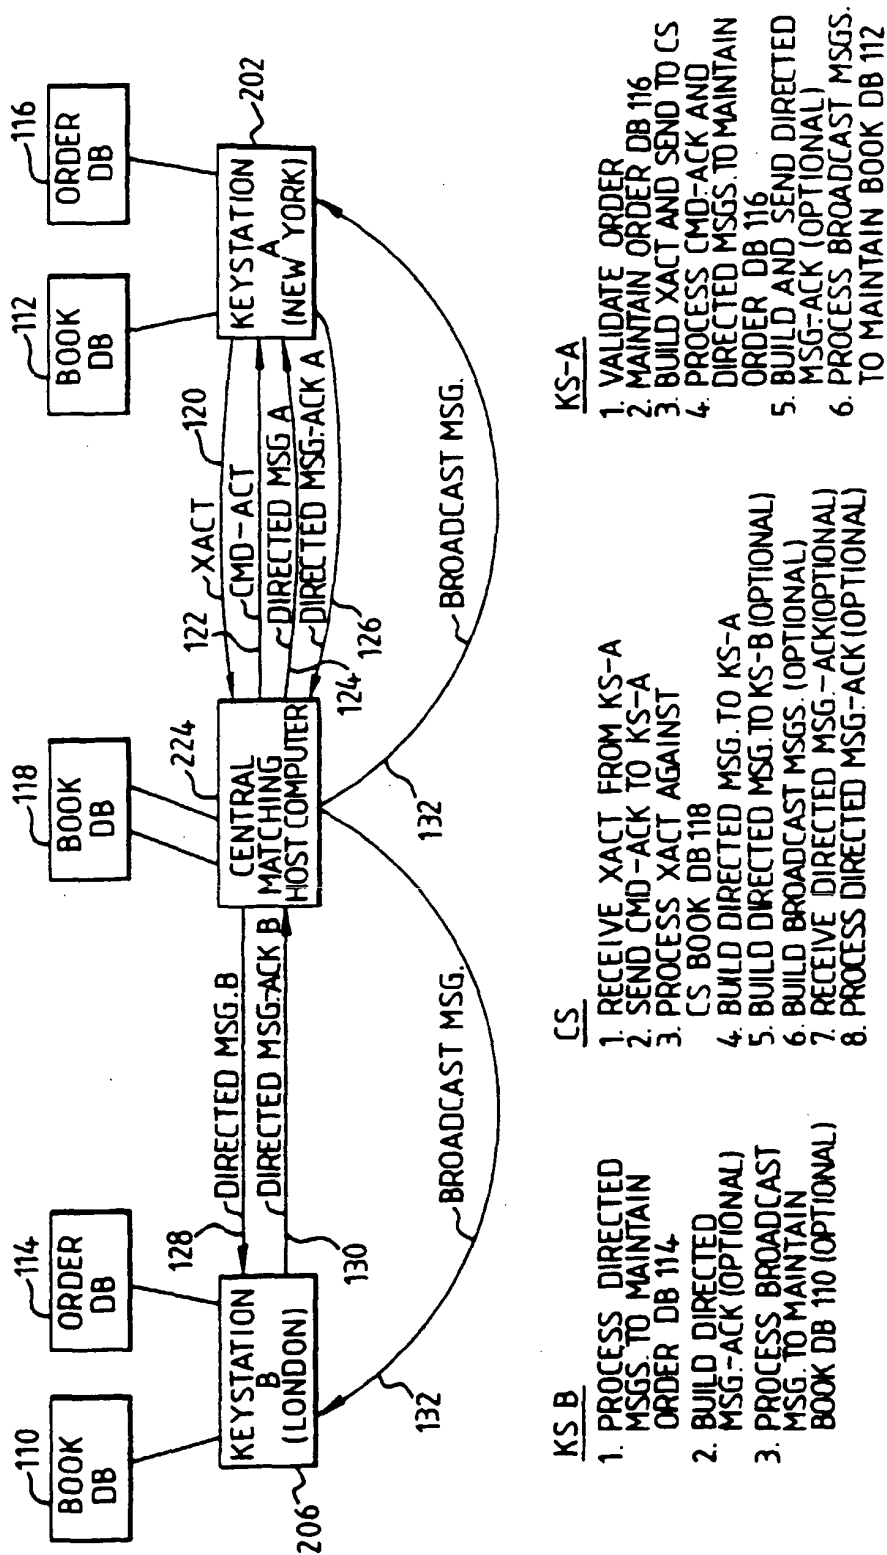 110
BOOK
DB
114
ORDER
DB
118
BOOK
DB
112
BOOK
DB
116
ORDER
DB
206
KEYSTATION
B
(LONDON)
128
DIRECTED MSG. B
DIRECTED MSG-ACK B
130
224
CENTRAL
MATCHING
HOST COMPUTER
XACT
120
122
CMD-ACT
DIRECTED MSG A
124
DIRECTED MSG-ACK A
126
202
KEYSTATION
A
(NEW YORK)
132
BROADCAST MSG.
132
BROADCAST MSG.
KS B
1. PROCESS DIRECTED
MSGS. TO MAINTAIN
ORDER DB 114
2. BUILD DIRECTED
MSG.-ACK (OPTIONAL)
3. PROCESS BROADCAST
MSG. TO MAINTAIN
BOOK DB 110 (OPTIONAL)
CS
1. RECEIVE XACT FROM KS-A
2. SEND CMD-ACK TO KS-A
3. PROCESS XACT AGAINST
CS BOOK DB 118
4. BUILD DIRECTED MSG. TO KS-A
5. BUILD DIRECTED MSG. TO KS-B (OPTIONAL)
6. BUILD BROADCAST MSGS. (OPTIONAL)
7. RECEIVE DIRECTED MSG.-ACK (OPTIONAL)
8. PROCESS DIRECTED MSG-ACK (OPTIONAL)
KS-A
1. VALIDATE ORDER
2. MAINTAIN ORDER DB 116
3. BUILD XACT AND SEND TO CS
4. PROCESS CMD-ACK AND
DIRECTED MSGS. TO MAINTAIN
ORDER DB 116
5. BUILD AND SEND DIRECTED
MSG-ACK (OPTIONAL)
6. PROCESS BROADCAST MSGS.
TO MAINTAIN BOOK DB 112